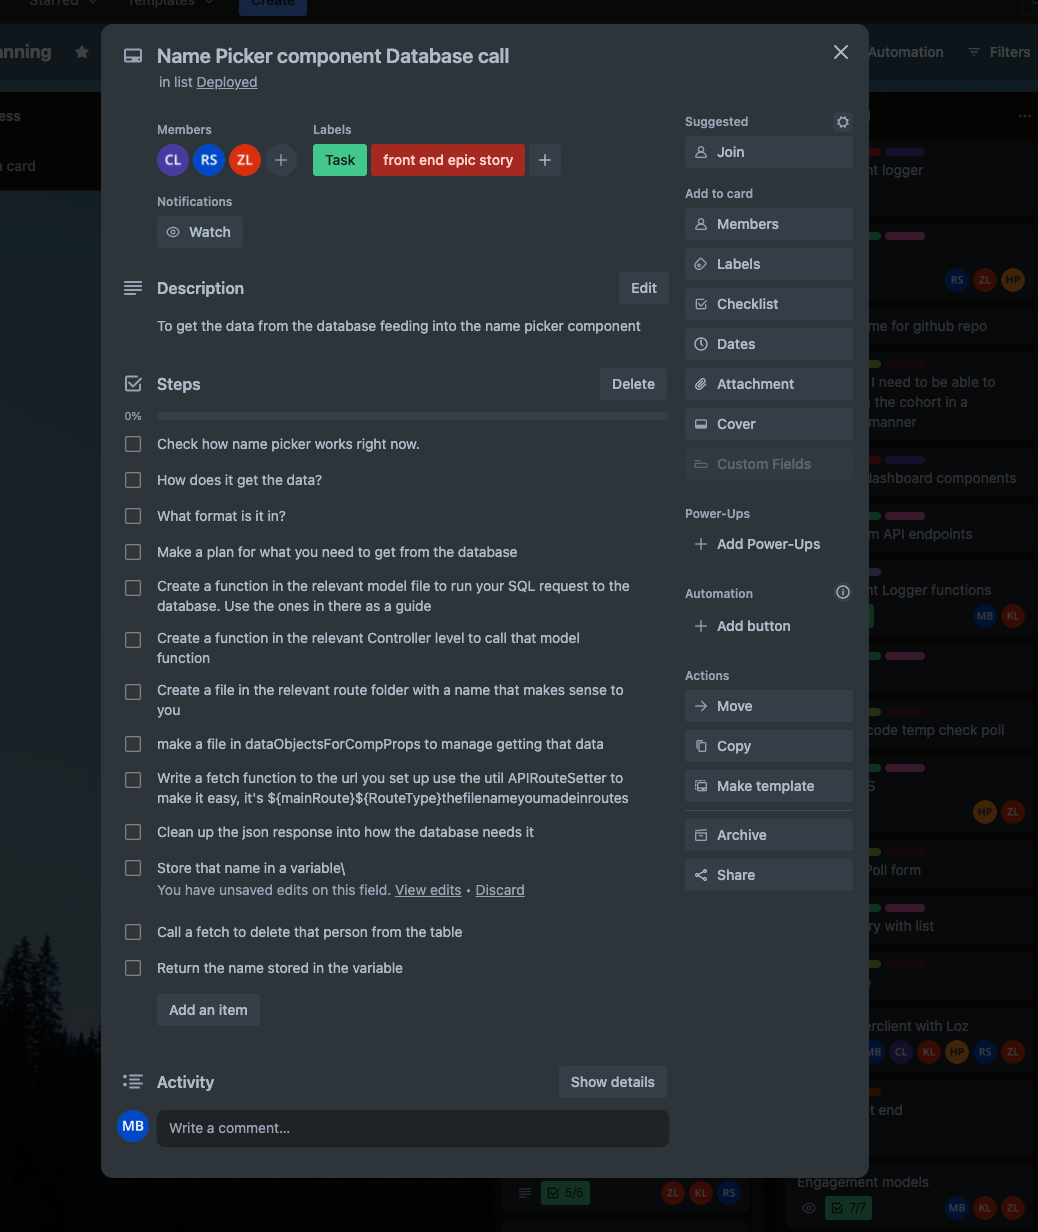 Starred
Templates
Create
anning
Automation
Filters
ess
card
Name Picker component Database call
in list Deployed
Members
CL
RS
ZL
Labels
Task
front end epic story
Notifications
Watch
Description
Edit
To get the data from the database feeding into the name picker component
Steps
Delete
0%
Check how name picker works right now.
How does it get the data?
What format is it in?
Make a plan for what you need to get from the database
Create a function in the relevant model file to run your SQL request to the
database. Use the ones in there as a guide
Create a function in the relevant Controller level to call that model
function
Create a file in the relevant route folder with a name that makes sense to
you
make a file in dataObjectsForCompProps to manage getting that data
Write a fetch function to the url you set up use the util APIRouteSetter to
make it easy, it's ${mainRoute}${RouteType}thefilenameyoumadeinroutes
Clean up the json response into how the database needs it
Store that name in a variable\
You have unsaved edits on this field. View edits • Discard
Call a fetch to delete that person from the table
Return the name stored in the variable
Add an item
Activity
Show details
MB
Write a comment…
Suggested
Join
Add to card
Members
Labels
Checklist
Dates
Attachment
Cover
Custom Fields
Power-Ups
Add Power-Ups
Automation
Add button
Actions
Move
Copy
Make template
Archive
Share
nt logger
RS
ZL
HP
me for github repo
I need to be able to
the cohort in a
manner
dashboard components
m API endpoints
nt Logger functions
MB
KL
code temp check poll
S
HP
ZL
Poll form
ry with list
e
erclient with Loz
MB
CL
KL
HP
RS
ZL
t end
Engagement models
7/7
MB
KL
ZL
5/5
ZL
KL
RS